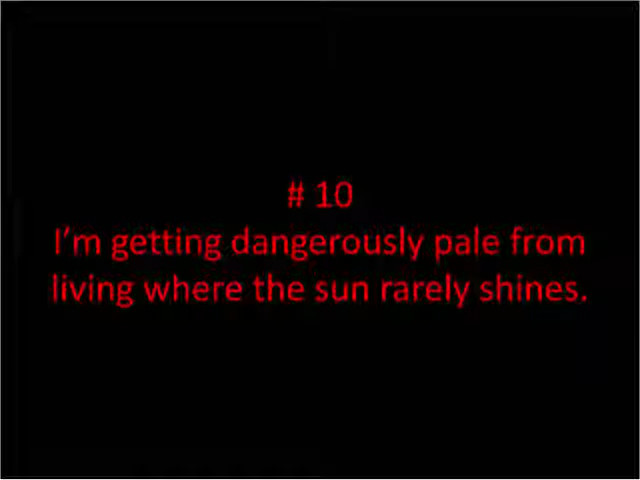 # 10
I’m getting dangerously pale from
living where the sun rarely shines.